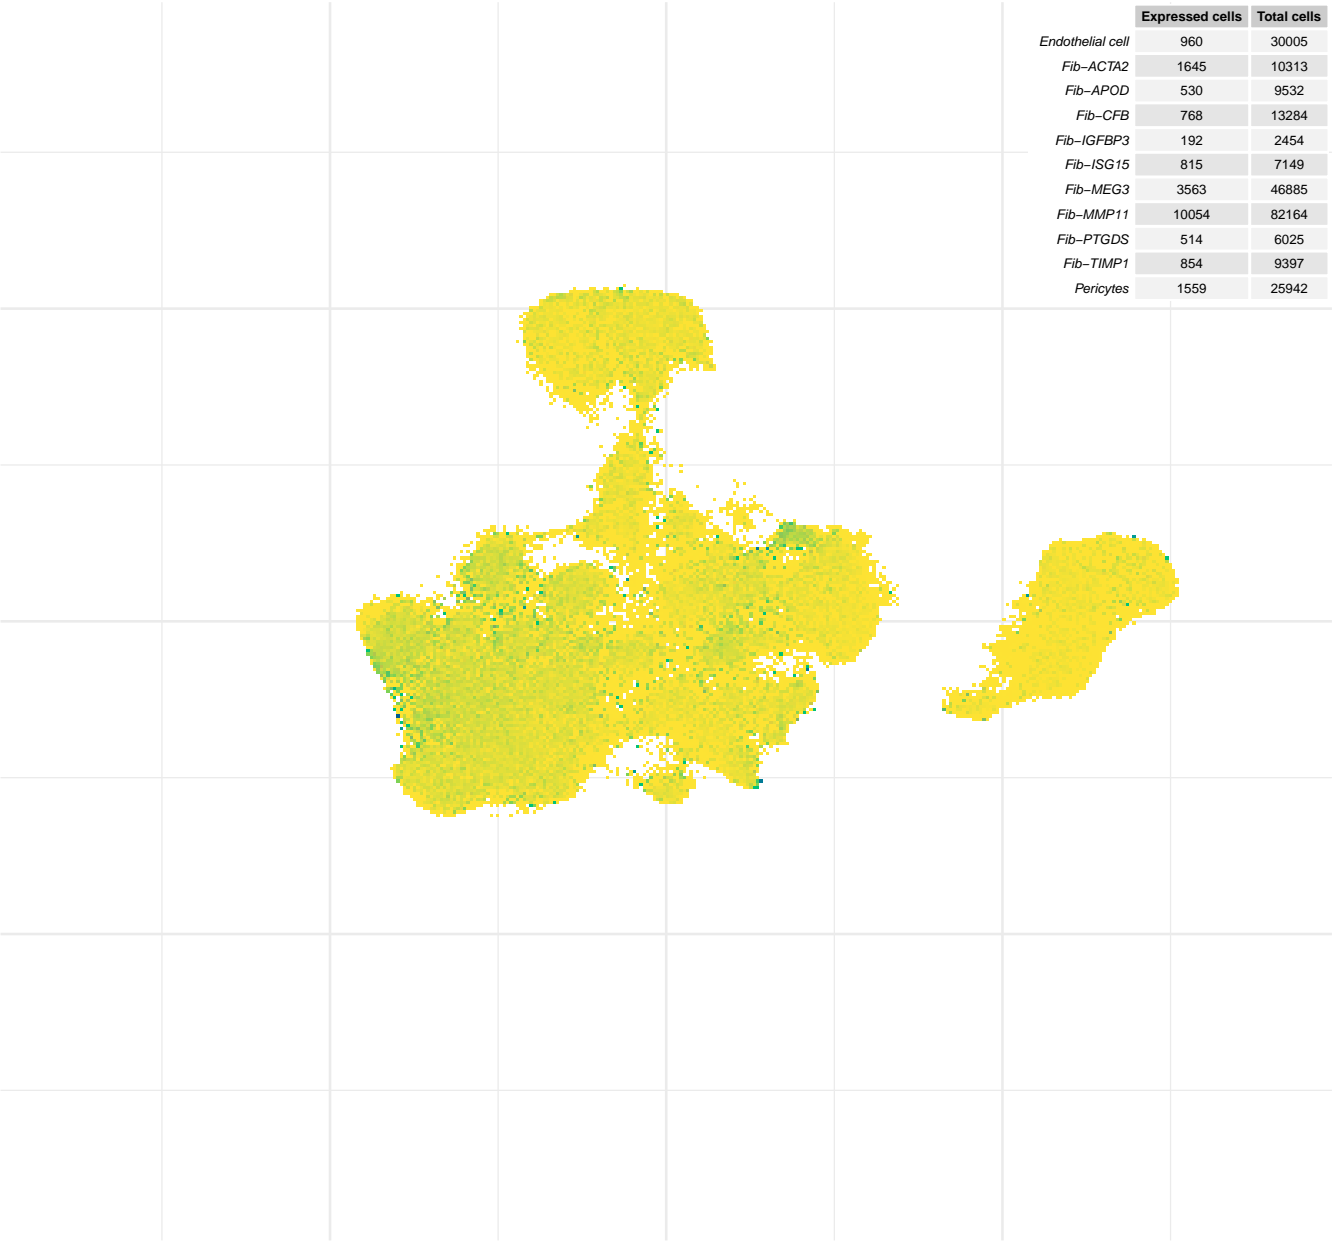 Expressed cells Total cells
Endothelial cell 960 30005
Fib−ACTA2 1645 10313
Fib−APOD 530 9532
Fib−CFB 768 13284
Fib−IGFBP3 192 2454
Fib−ISG15 815 7149
Fib−MEG3 3563 46885
Fib−MMP11 10054 82164
Fib−PTGDS 514 6025
Fib−TIMP1 854 9397
Pericytes 1559 25942